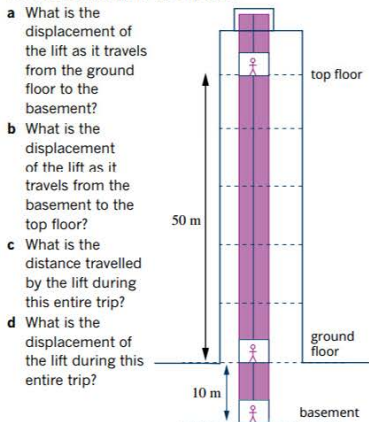 a What is the
displacement of
the lift as it travels
from the ground
floor to the
basement?
b What is the
displacement
of the lift as it
travels from the
basement to the
top floor?
c What is the
distance travelled
by the lift during
this entire trip?
d What is the
displacement of
the lift during this
entire trip?
top floor
50 m
ground
floor
10 m
basement